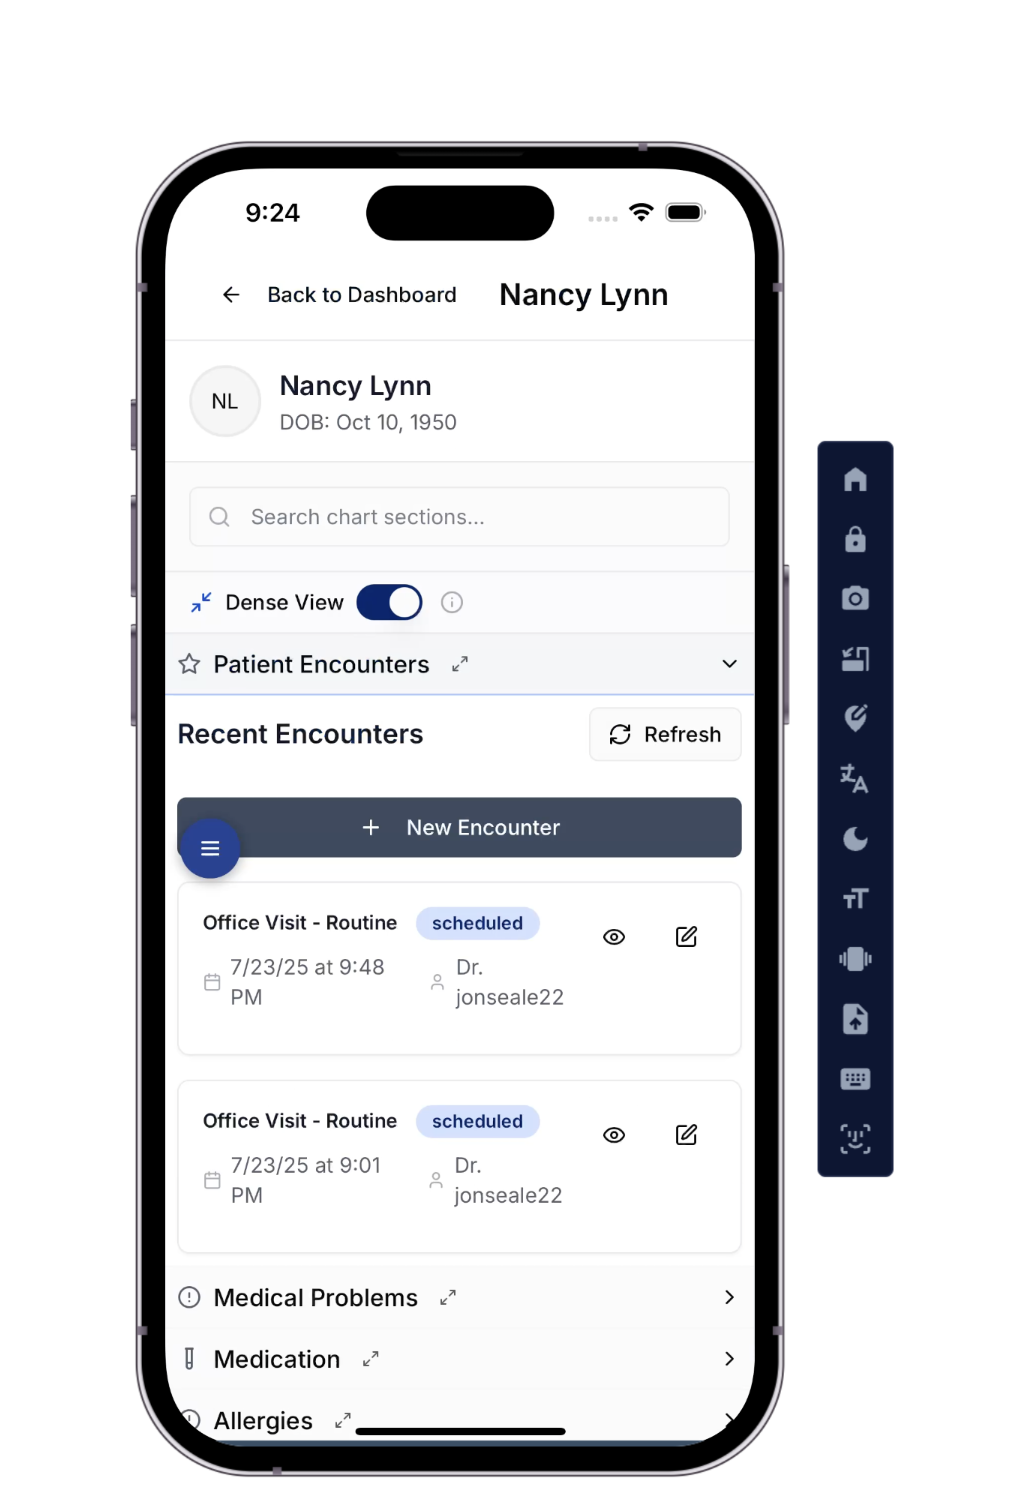 9:24
Back to Dashboard
Nancy Lynn
NL
Nancy Lynn
DOB: Oct 10, 1950
Search chart sections...
Dense View
Patient Encounters
Recent Encounters
Refresh
New Encounter
Office Visit - Routine
scheduled
7/23/25 at 9:48
PM
Dr.
jonseale22
Office Visit - Routine
scheduled
7/23/25 at 9:01
PM
Dr.
jonseale22
Medical Problems
Medication
Allergies